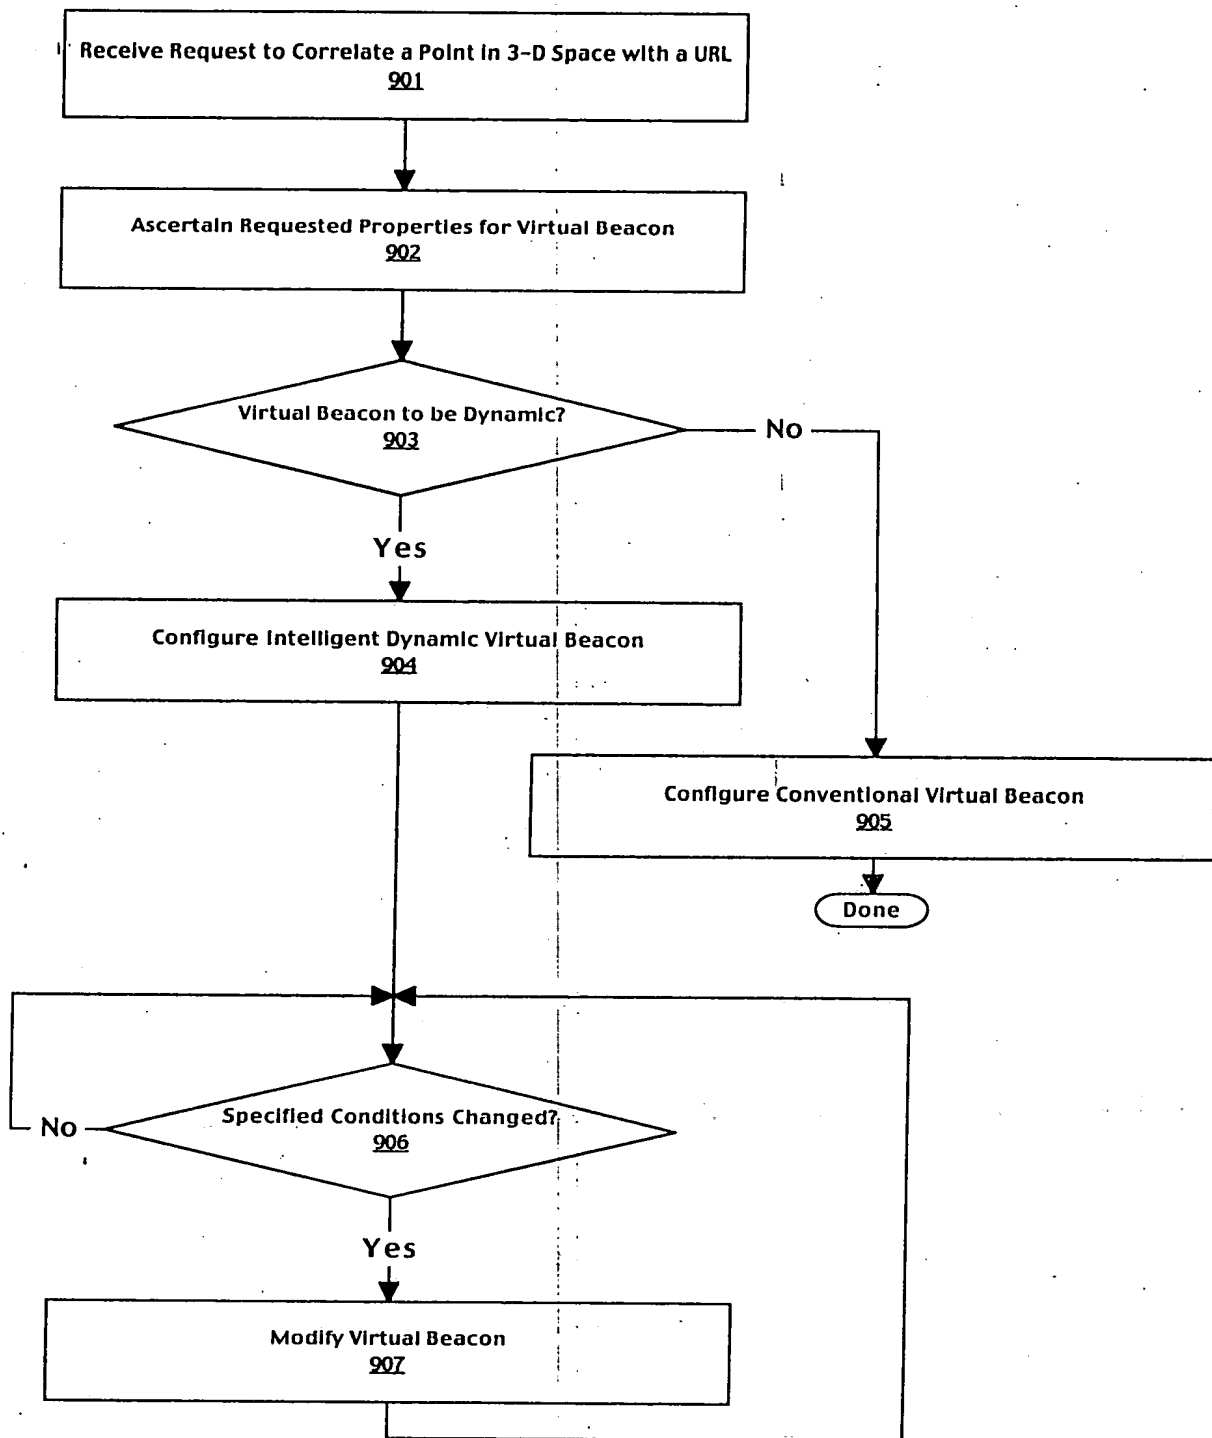 Receive Request to Correlate a Point in 3-D Space with a URL
901
Ascertain Requested Properties for Virtual Beacon
902
Virtual Beacon to be Dynamic?
903
No
Yes
Configure Intelligent Dynamic Virtual Beacon
904
Configure Conventional Virtual Beacon
905
Done
Specified Conditions Changed?
906
No
Yes
Modify Virtual Beacon
907